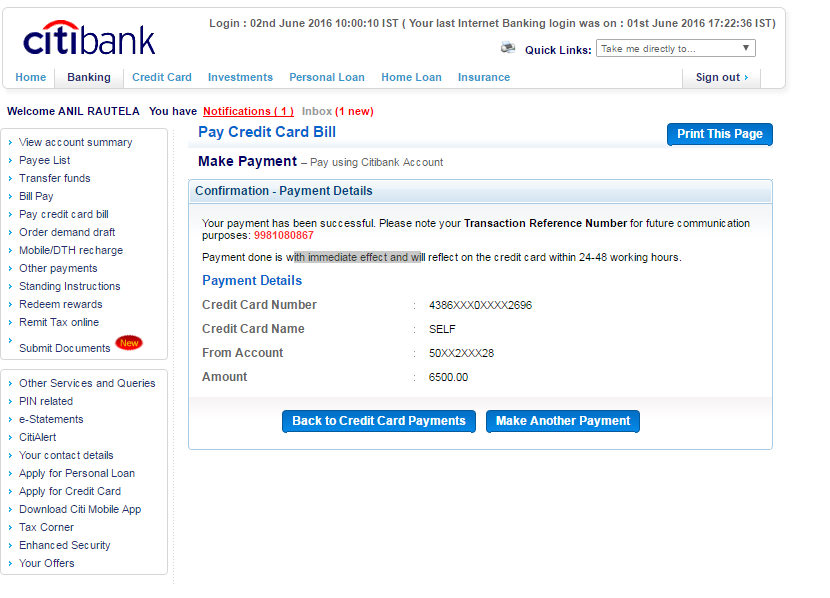 Login : 02nd June 2016 10:00:10 IST ( Your last Internet Banking login was on : 01st June 2016 17:22:36 IST)
citibank
Quick Links: Take me directly to...
Home Banking Credit Card Investments Personal Loan Home Loan Insurance Sign out ›
Welcome ANIL RAUTELA You have Notifications ( 1 ) Inbox (1 new)
View account summary
Payee List
Transfer funds
Bill Pay
Pay credit card bill
Order demand draft
Mobile/DTH recharge
Other payments
Standing Instructions
Redeem rewards
Remit Tax online
Submit Documents New
Other Services and Queries
PIN related
e-Statements
CitiAlert
Your contact details
Apply for Personal Loan
Apply for Credit Card
Download Citi Mobile App
Tax Corner
Enhanced Security
Your Offers
Pay Credit Card Bill
Print This Page
Make Payment – Pay using Citibank Account
Confirmation - Payment Details
Your payment has been successful. Please note your Transaction Reference Number for future communication
purposes: 9981080867
Payment done is with immediate effect and will reflect on the credit card within 24-48 working hours.
Payment Details
Credit Card Number : 4386XXX0XXXX2696
Credit Card Name : SELF
From Account : 50XX2XXX28
Amount : 6500.00
Back to Credit Card Payments Make Another Payment